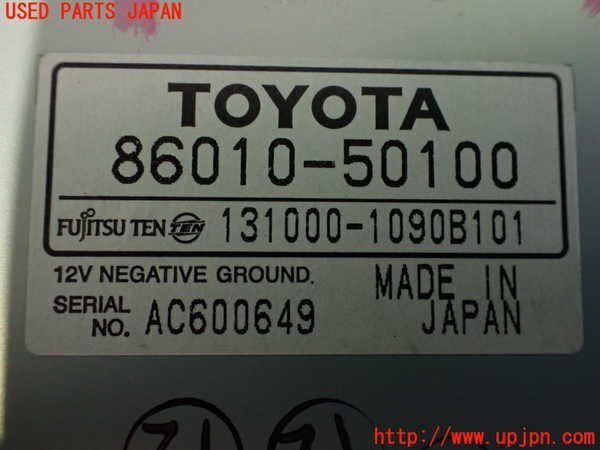 USED PARTS JAPAN
TOYOTA
86010-50100
FUJITSU TEN TEN 131000-1090B101
12V NEGATIVE GROUND. MADE IN
SERIAL NO. AC600649 JAPAN
http://www.upjpn.com